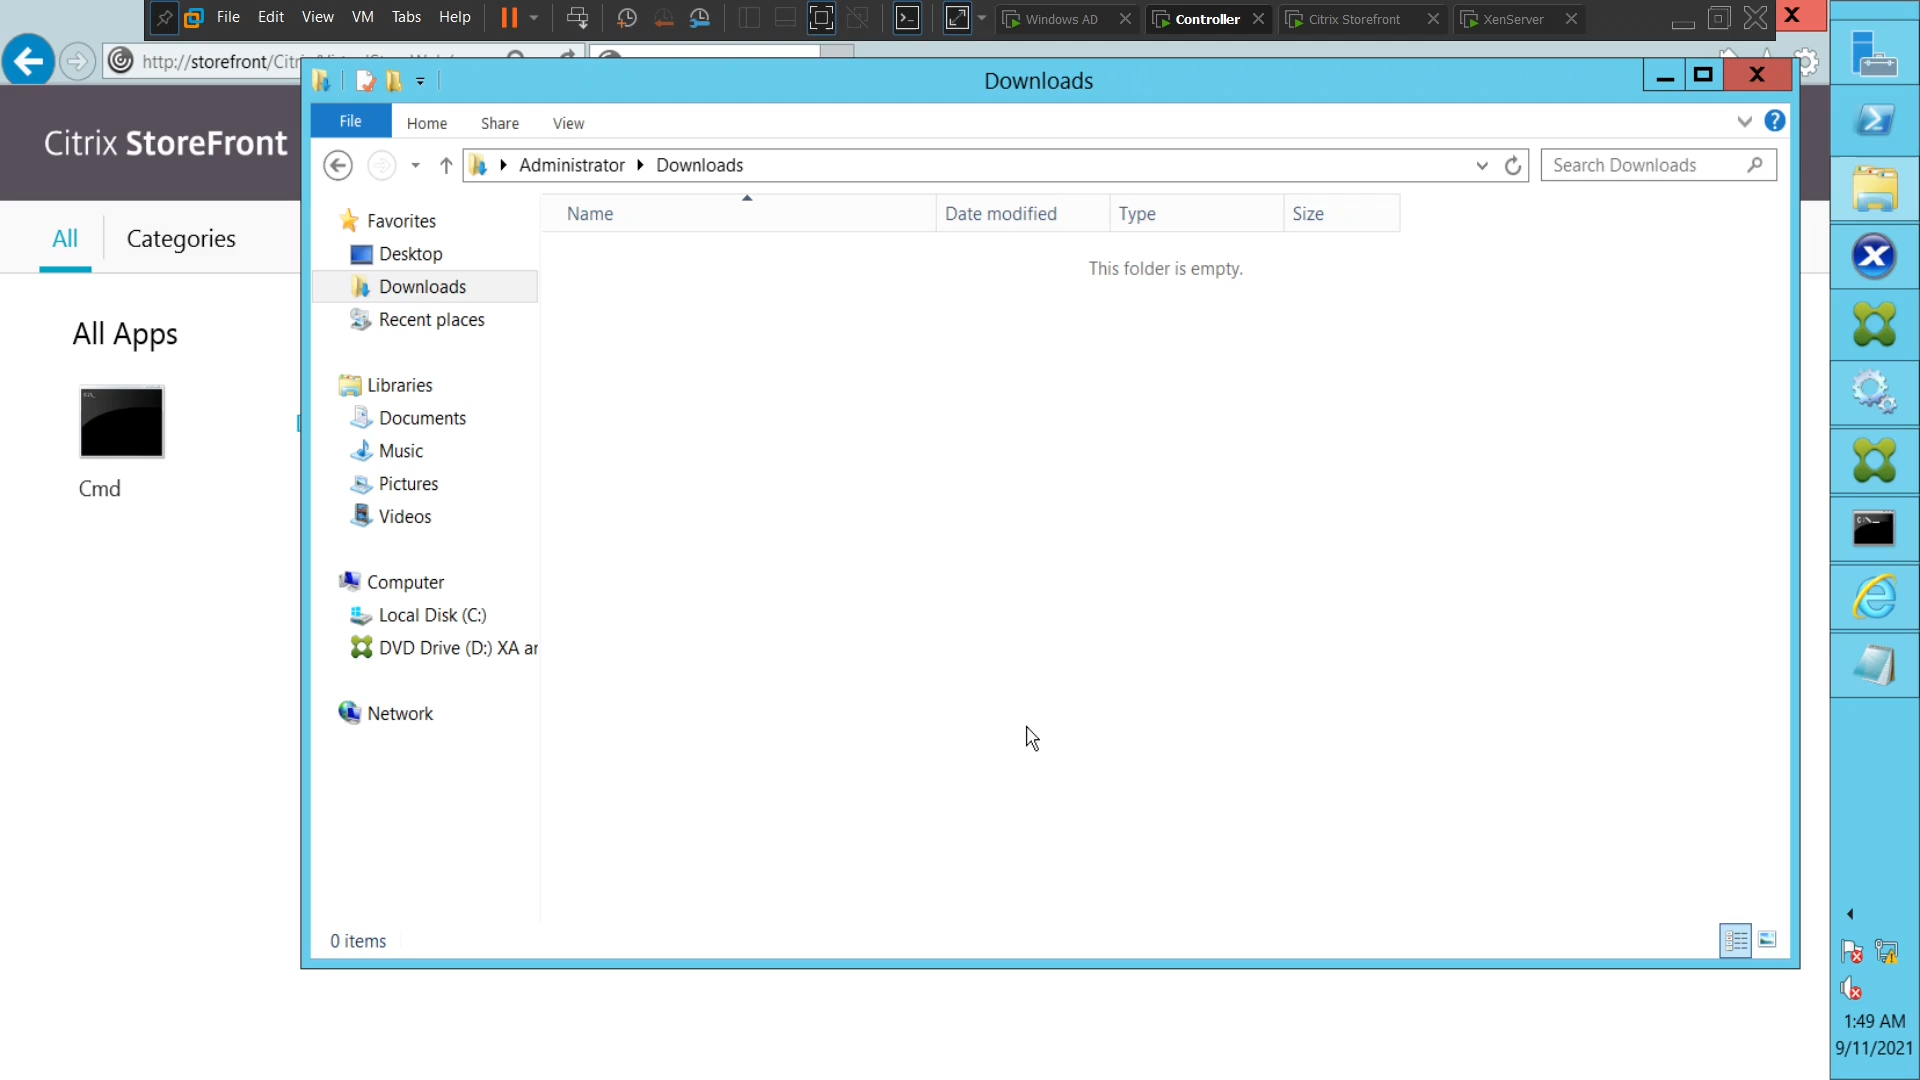 File Edit View VM Tabs Help
Windows AD
Controller
Citrix Storefront
XenServer
http://storefront/Citri
Downloads
Citrix StoreFront
File Home Share View
Administrator Downloads
Search Downloads
Name Date modified Type Size
This folder is empty.
All Categories
All Apps
Cmd
Favorites
Desktop
Downloads
Recent places
Libraries
Documents
Music
Pictures
Videos
Computer
Local Disk (C:)
DVD Drive (D:) XA ar
Network
0 items
1:49 AM
9/11/2021